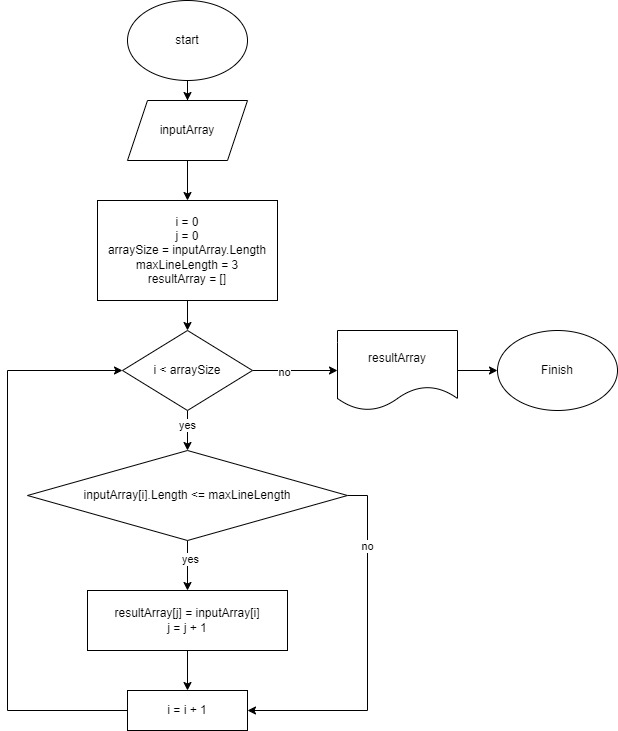 start
inputArray
i = 0
j = 0
arraySize = inputArray.Length
maxLineLength = 3
resultArray = []
i < arraySize
no
resultArray
Finish
yes
inputArray[i].Length <= maxLineLength
no
yes
resultArray[j] = inputArray[i]
j = j + 1
i = i + 1